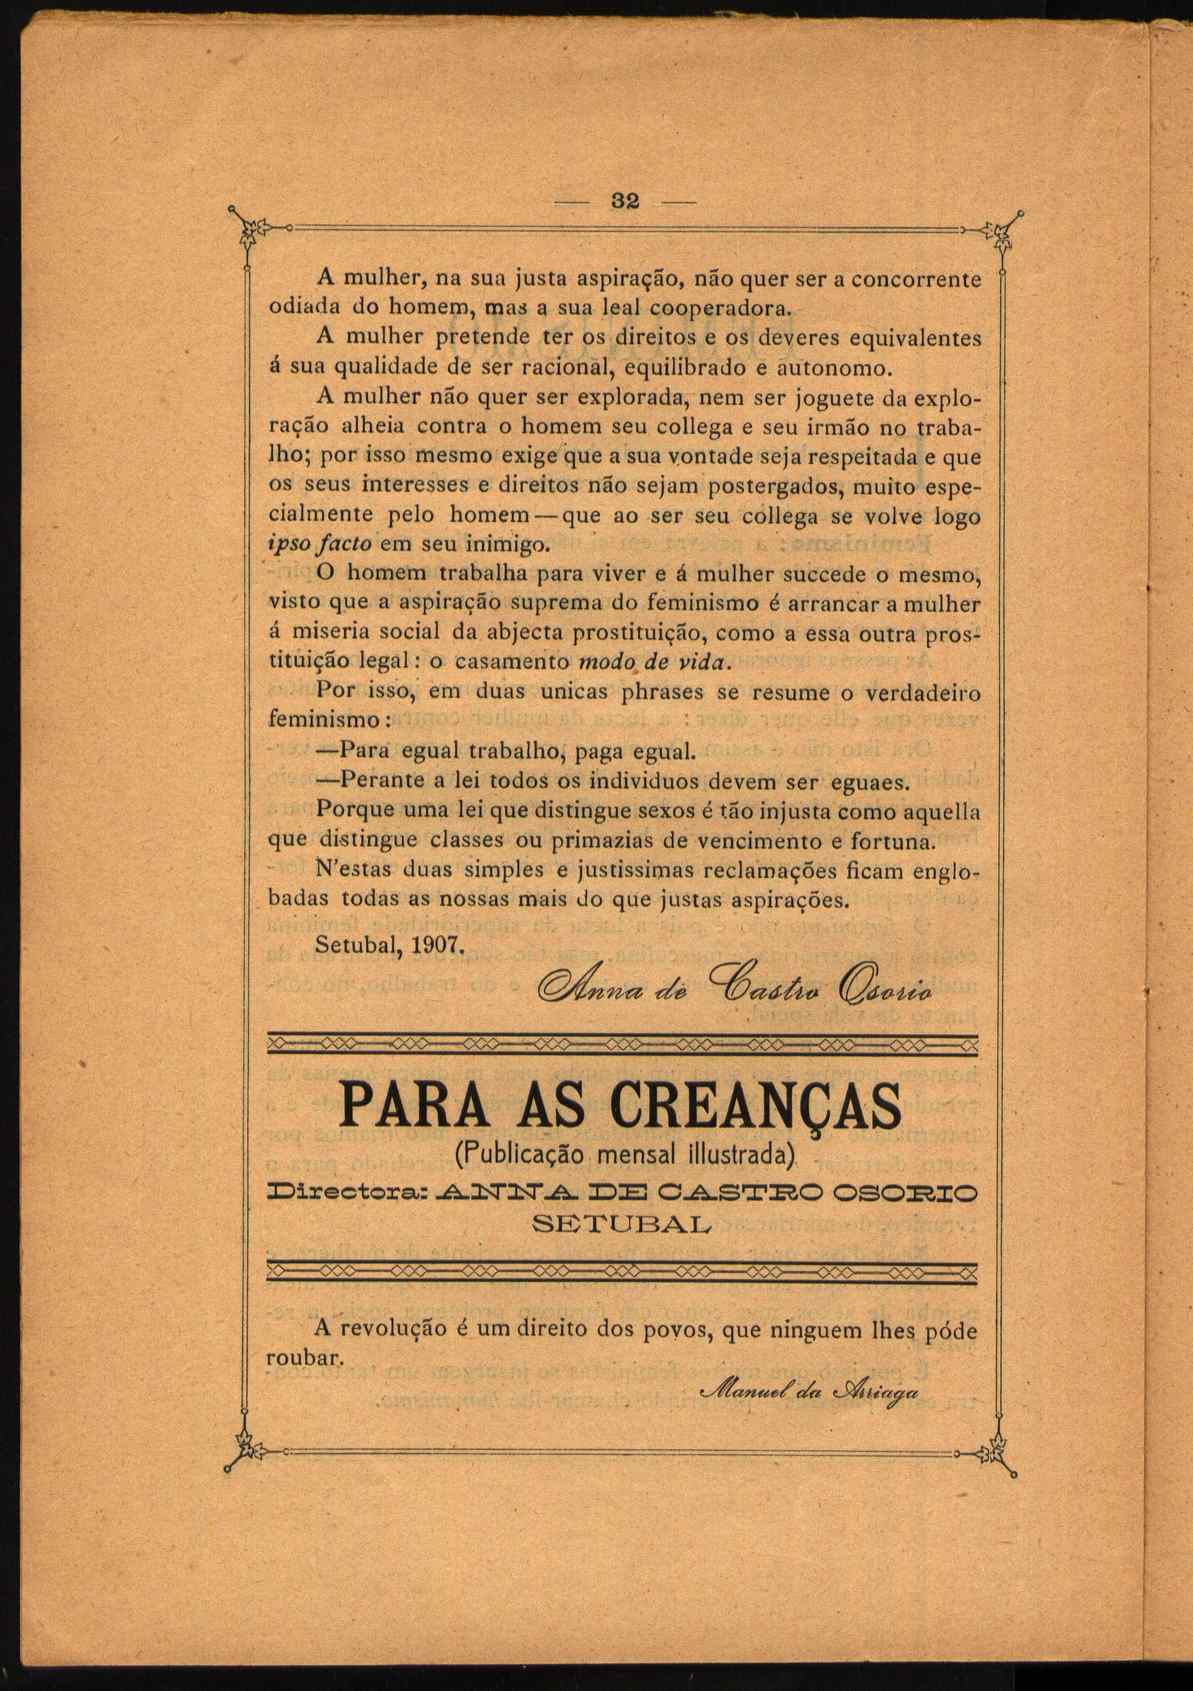 — 32 —
A mulher, na sua justa aspiração, não quer ser a concorrente
odiada do homem, mas a sua leal cooperadora.
A mulher pretende ter os direitos e os deveres equivalentes
á sua qualidade de ser racional, equilibrado e autonomo.
A mulher não quer ser explorada, nem ser joguete da explo-
ração alheia contra o homem seu collega e seu irmão no traba-
lho; por isso mesmo exige que a sua vontade seja respeitada e que
os seus interesses e direitos não sejam postergados, muito espe-
cialmente pelo homem — que ao ser seu collega se volve logo
ipso facto em seu inimigo.
O homem trabalha para viver e á mulher succede o mesmo,
visto que a aspiração suprema do feminismo é arrancar a mulher
á miseria social da abjecta prostituição, como a essa outra pros-
tituição legal: o casamento modo de vida.
Por isso, em duas unicas phrases se resume o verdadeiro
feminismo:
—Para egual trabalho, paga egual.
—Perante a lei todos os individuos devem ser eguaes.
Porque uma lei que distingue sexos é tão injusta como aquella
que distingue classes ou primazias de vencimento e fortuna.
N'estas duas simples e justissimas reclamações ficam englo-
badas todas as nossas mais do que justas aspirações.
Setubal, 1907.
Anna de Castro Osorio
PARA AS CREANÇAS
(Publicação mensal illustrada)
Directora: ANNA DE CASTRO OSORIO
SETUBAL
A revolução é um direito dos povos, que ninguem lhes póde
roubar.
Manuel da Arriaga